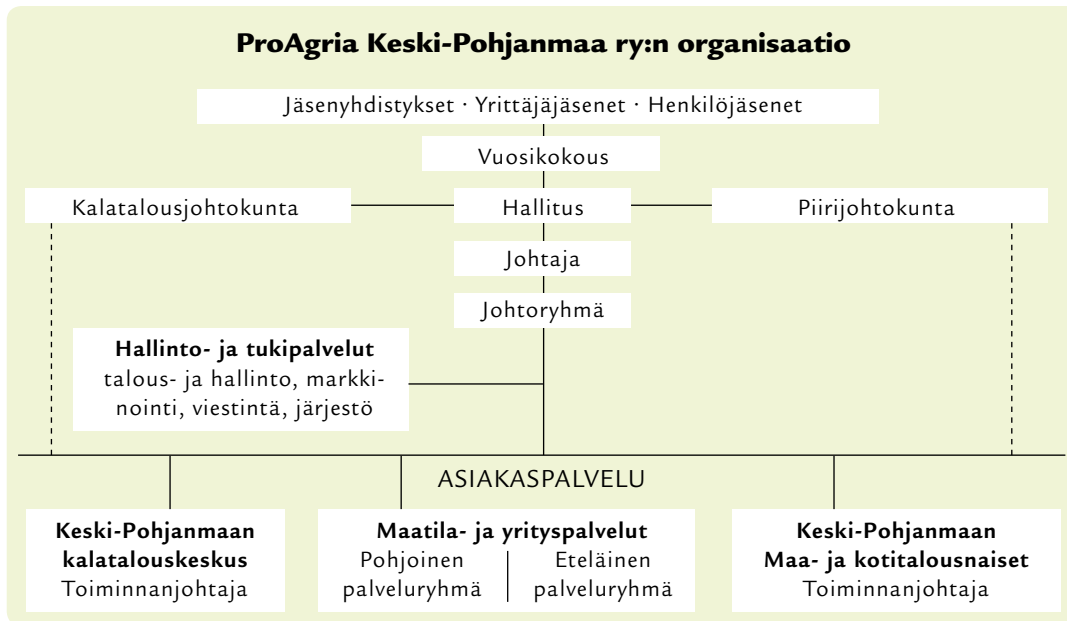 ProAgria Keski-Pohjanmaa ry:n organisaatio
Jäsenyhdistykset · Yrittäjäjäsenet · Henkilöjäsenet
Vuosikokous
Kalatalousjohtokunta
Hallitus
Piirijohtokunta
Johtaja
Johtoryhmä
Hallinto- ja tukipalvelut
talous- ja hallinto, markki-
nointi, viestintä, järjestö
ASIAKASPALVELU
Keski-Pohjanmaan
kalatalouskeskus
Toiminnanjohtaja
Maatila- ja yrityspalvelut
Pohjoinen
palveluryhmä
Eteläinen
palveluryhmä
Keski-Pohjanmaan
Maa- ja kotitalousnaiset
Toiminnanjohtaja